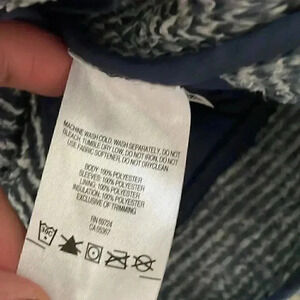 MACHINE WASH COLD. WASH SEPARATELY. DO NOT
BLEACH. TUMBLE DRY LOW. DO NOT IRON. DO NOT
USE FABRIC SOFTENER. DO NOT DRYCLEAN.
BODY: 100% POLYESTER
SLEEVES: 100% POLYESTER
LINING: 100% POLYESTER
INSULATION: 100% POLYESTER
EXCLUSIVE OF TRIMMING
RN 69724
CA 05367